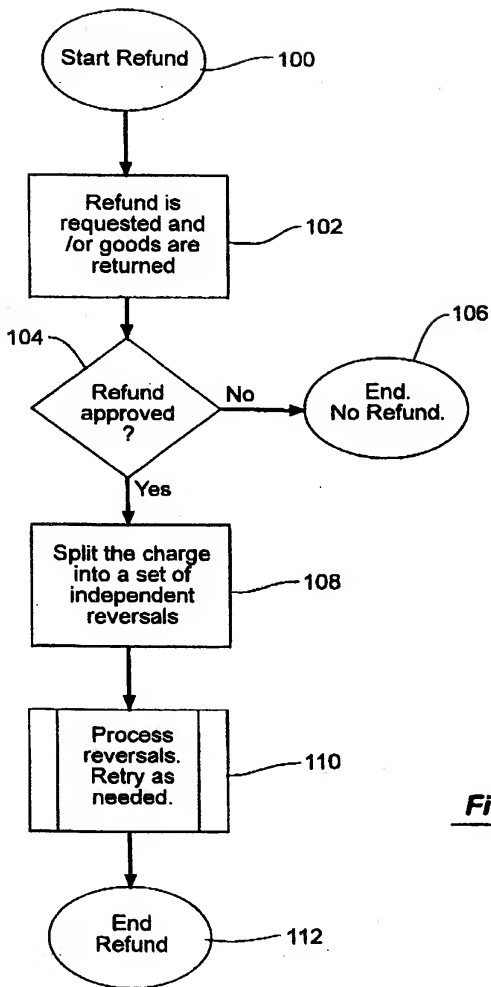 Start Refund
100
Refund is
requested and
/or goods are
returned
102
104
Refund
approved
?
No
106
End.
No Refund.
Yes
Split the charge
into a set of
independent
reversals
108
Process
reversals.
Retry as
needed.
110
Fi
End
Refund
112